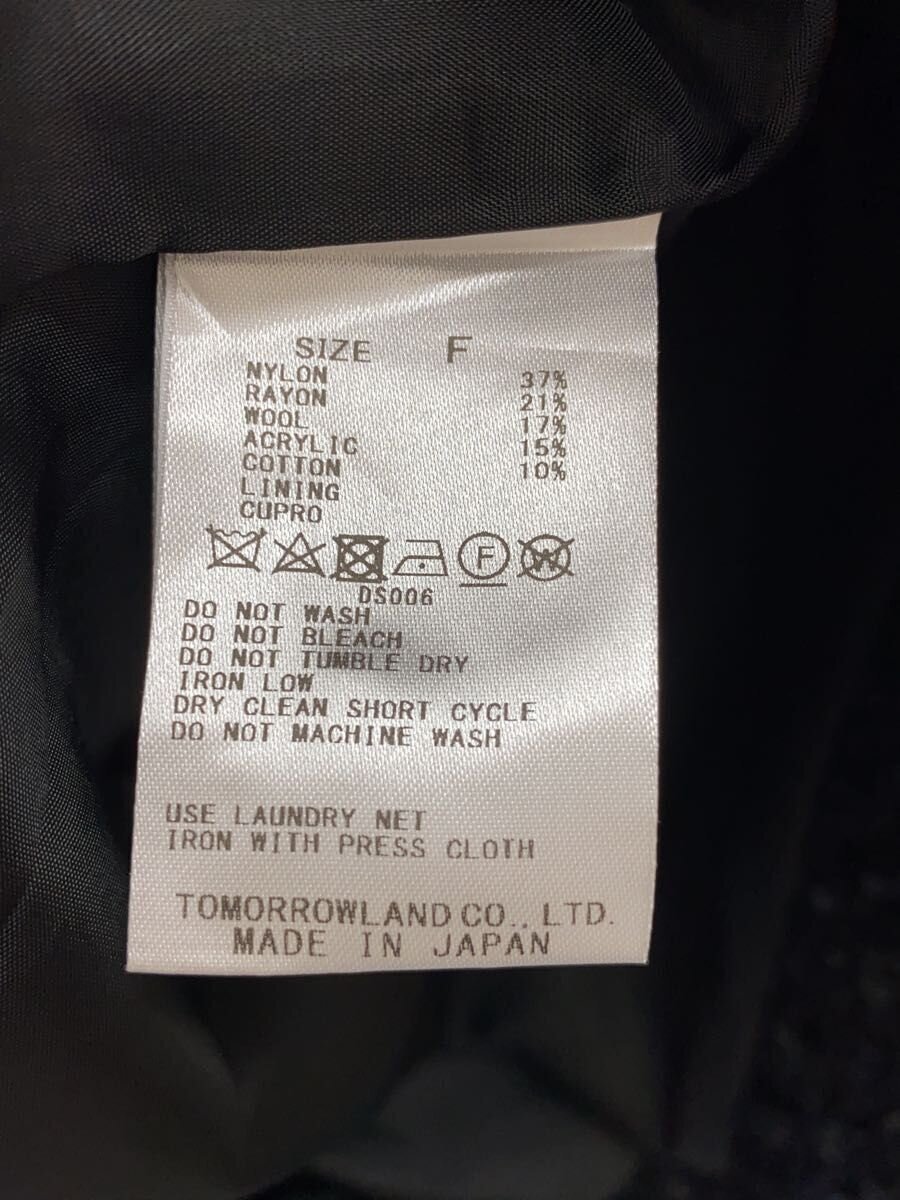 SIZE F
NYLON 37%
RAYON 21%
WOOL 17%
ACRYLIC 15%
COTTON 10%
LINING
CUPRO
F W
DS006
DO NOT WASH
DO NOT BLEACH
DO NOT TUMBLE DRY
IRON LOW
DRY CLEAN SHORT CYCLE
DO NOT MACHINE WASH
USE LAUNDRY NET
IRON WITH PRESS CLOTH
TOMORROWLAND CO., LTD.
MADE IN JAPAN